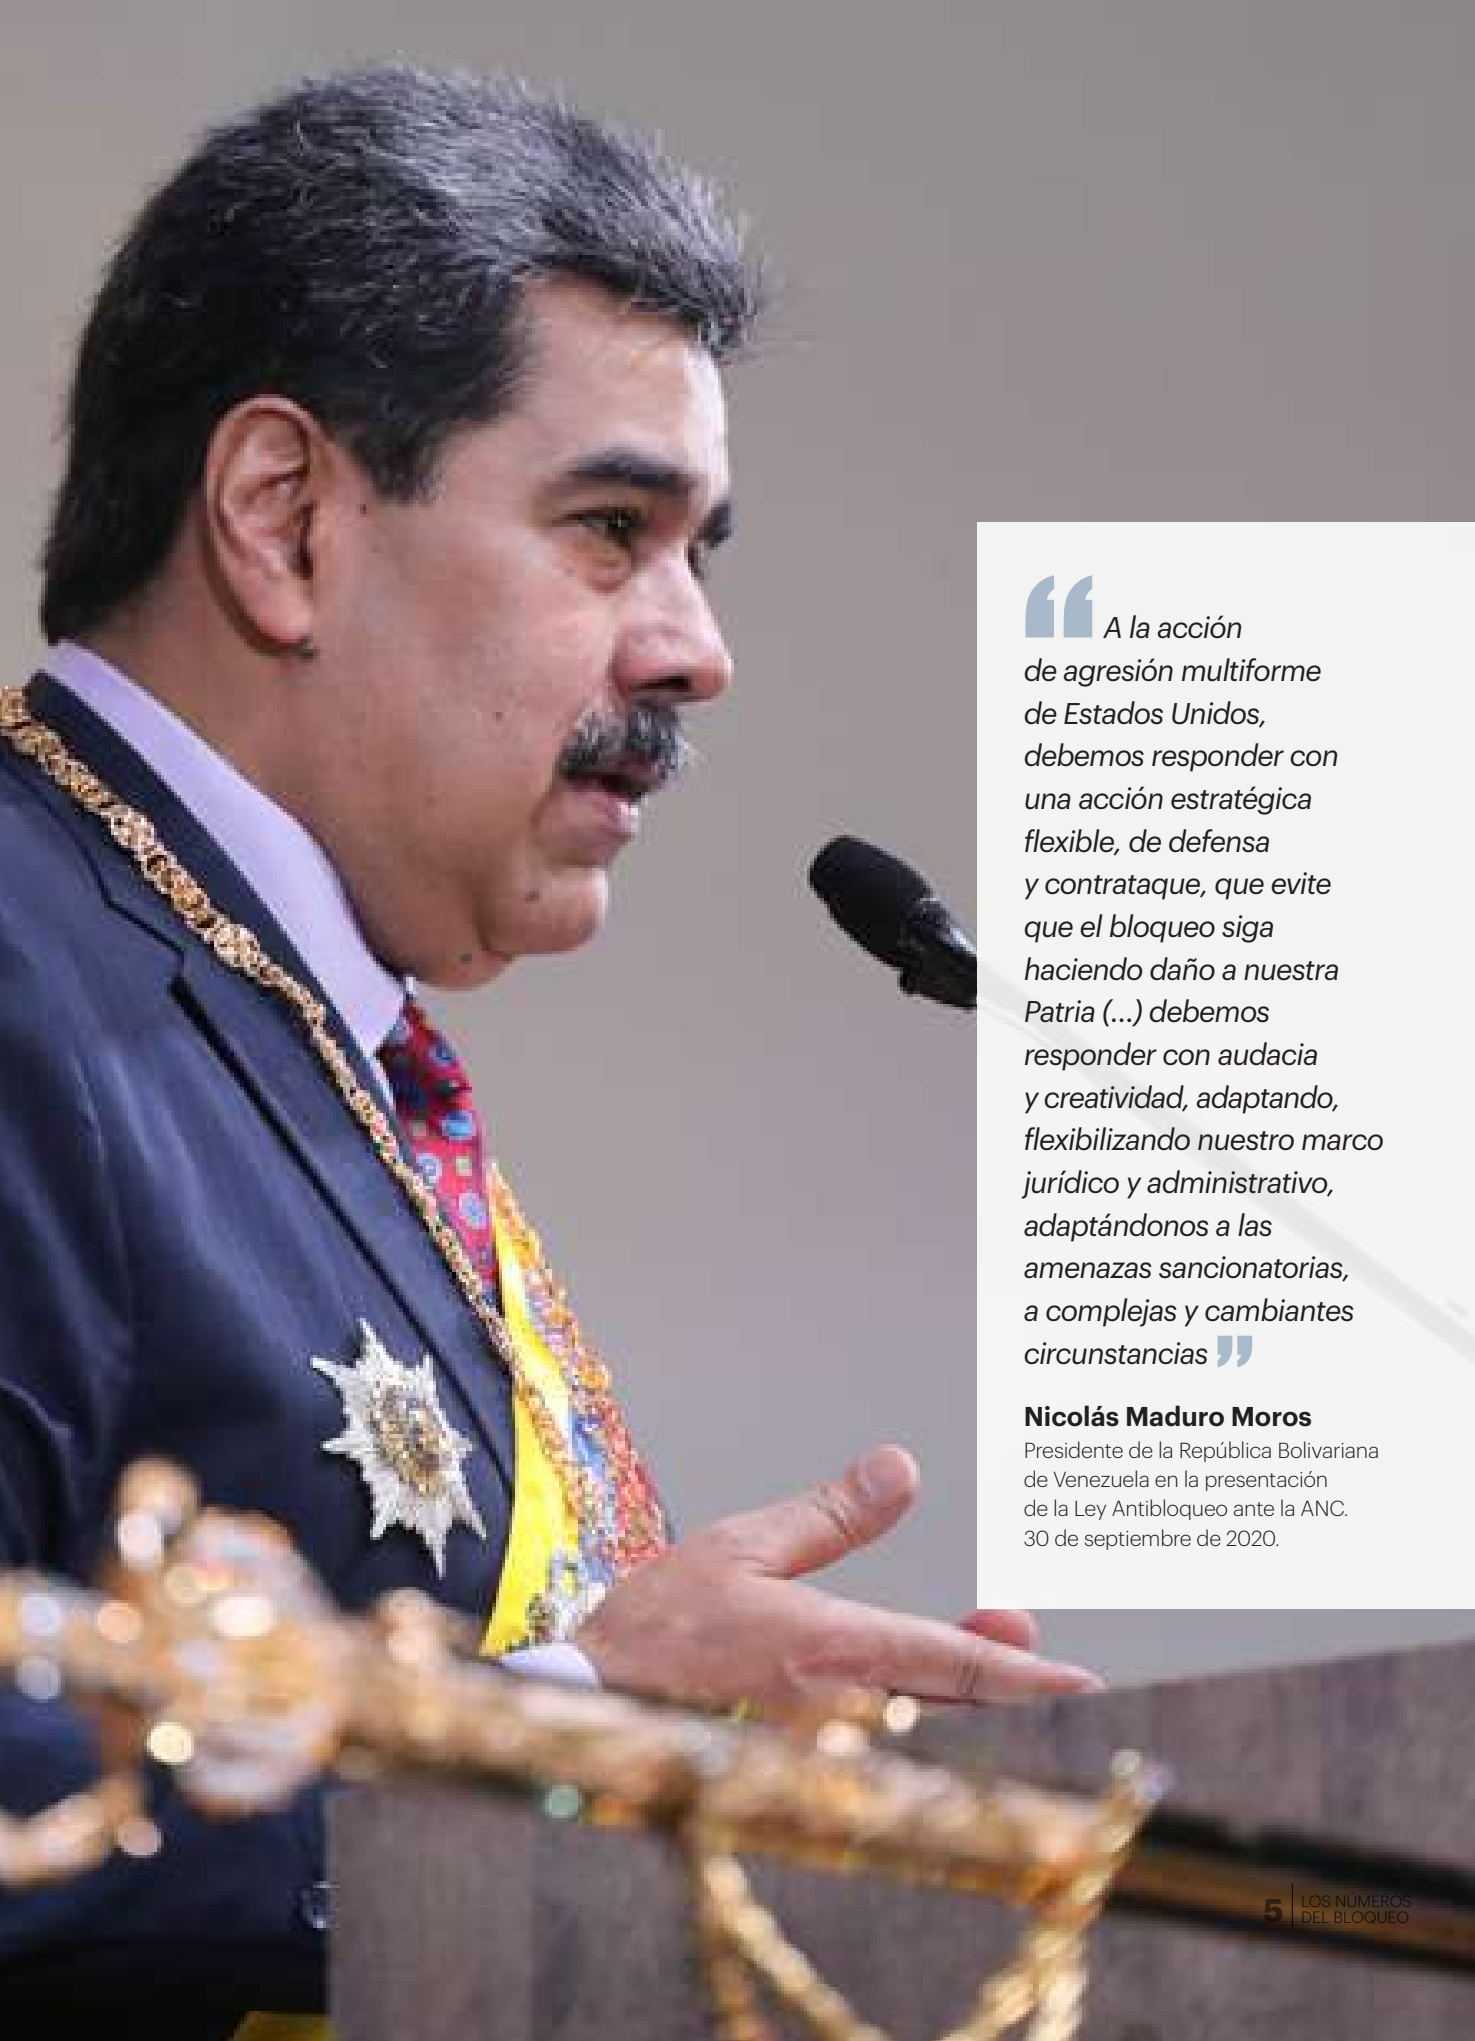 “ A la acción
de agresión multiforme
de Estados Unidos,
debemos responder con
una acción estratégica
flexible, de defensa
y contrataque, que evite
que el bloqueo siga
haciendo daño a nuestra
Patria (...) debemos
responder con audacia
y creatividad, adaptando,
flexibilizando nuestro marco
jurídico y administrativo,
adaptándonos a las
amenazas sancionatorias,
a complejas y cambiantes
circunstancias ”
Nicolás Maduro Moros
Presidente de la República Bolivariana
de Venezuela en la presentación
de la Ley Antibloqueo ante la ANC.
30 de septiembre de 2020.
5
LOS NÚMEROS
DEL BLOQUEO